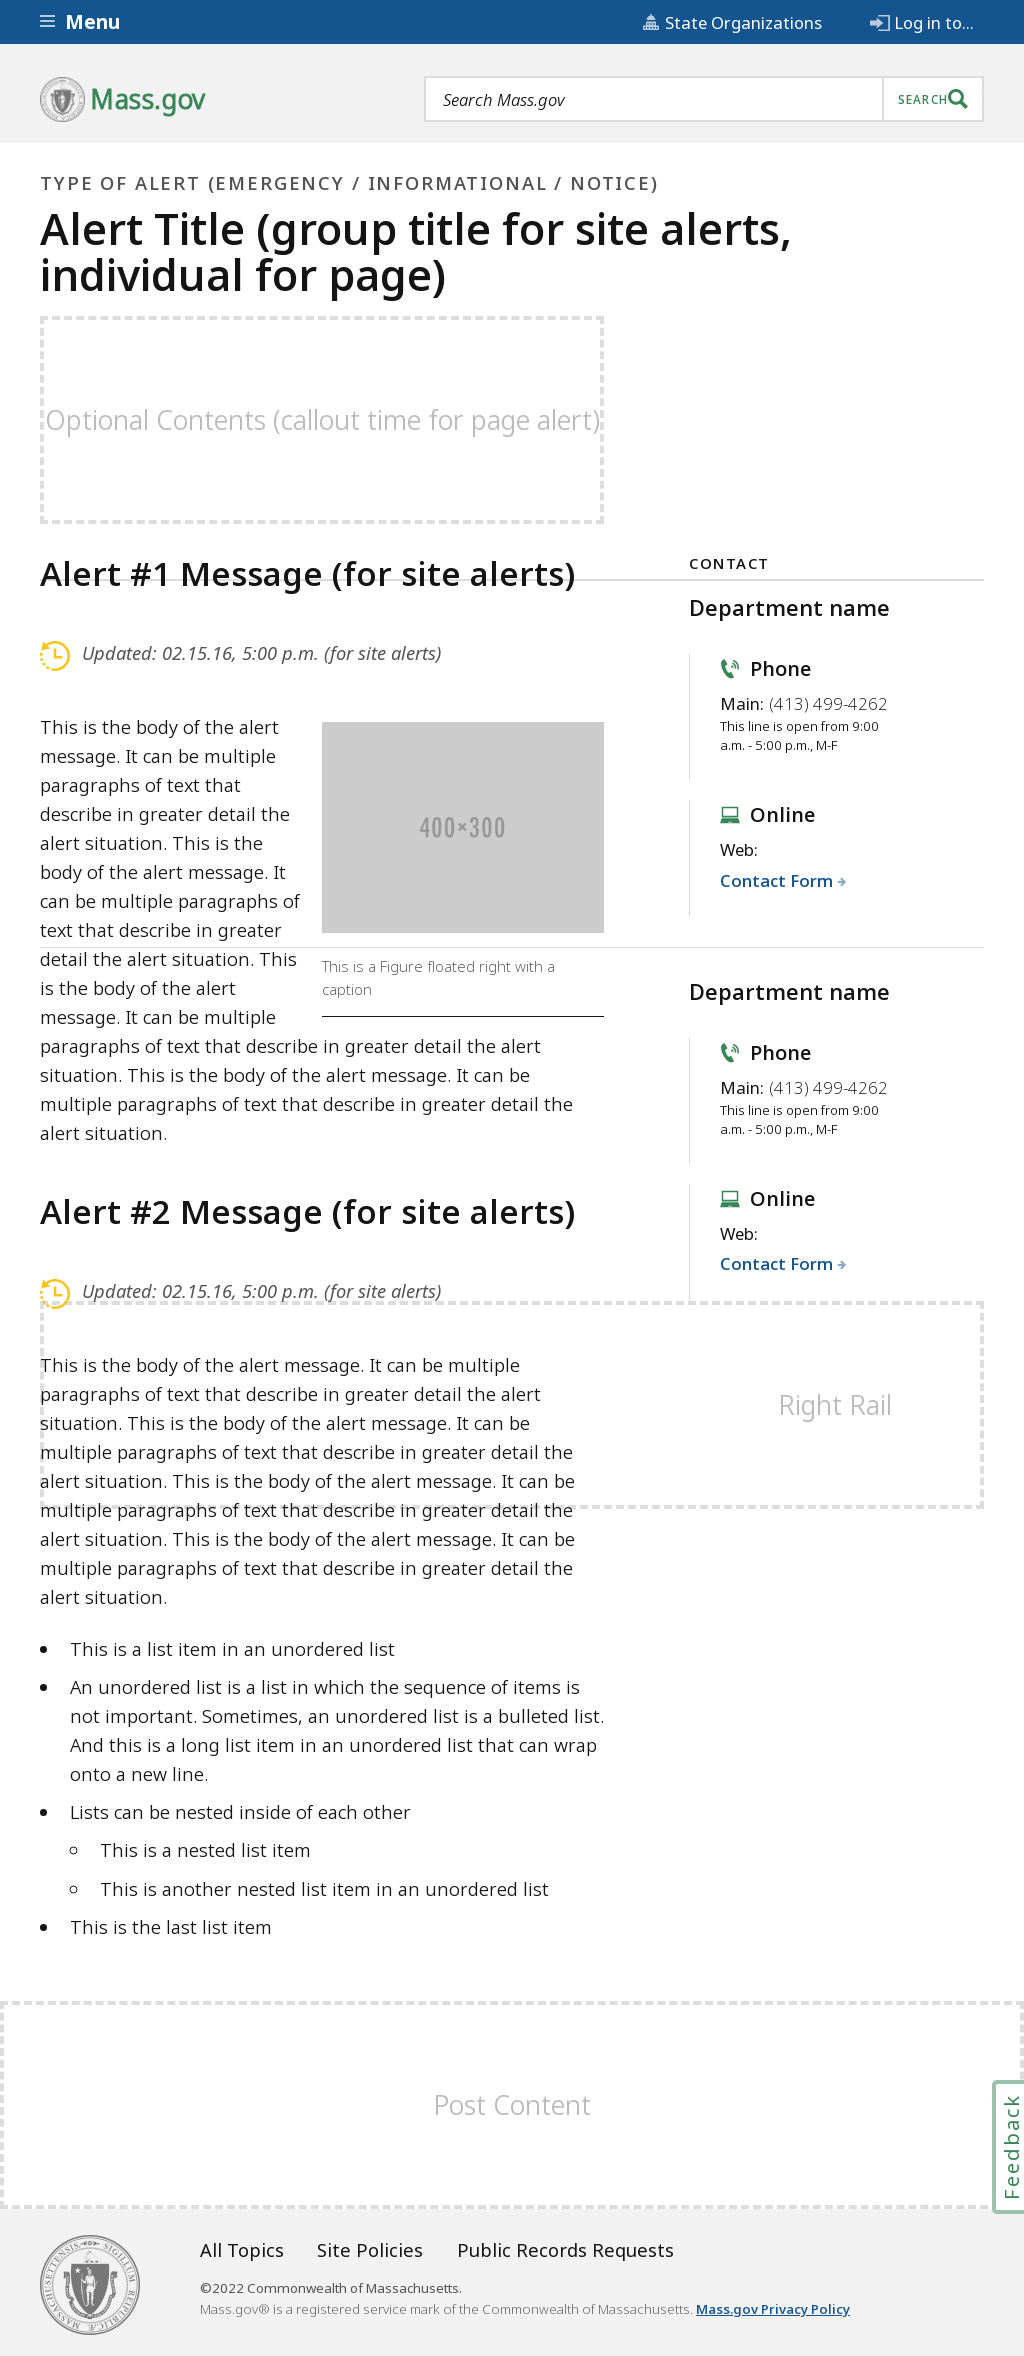 Menu
State Organizations
Log in to...
Mass.gov
Search Mass.gov
SEARCH
TYPE OF ALERT (EMERGENCY / INFORMATIONAL / NOTICE)
Alert Title (group title for site alerts,
individual for page)
Optional Contents (callout time for page alert)
Alert #1 Message (for site alerts)
Updated: 02.15.16, 5:00 p.m. (for site alerts)
This is the body of the alert
message. It can be multiple
paragraphs of text that
describe in greater detail the
alert situation. This is the
body of the alert message. It
can be multiple paragraphs of
text that describe in greater
detail the alert situation. This
is the body of the alert
message. It can be multiple
400×300
This is a Figure floated right with a
caption
paragraphs of text that describe in greater detail the alert
situation. This is the body of the alert message. It can be
multiple paragraphs of text that describe in greater detail the
alert situation.
Alert #2 Message (for site alerts)
Updated: 02.15.16, 5:00 p.m. (for site alerts)
This is the body of the alert message. It can be multiple
paragraphs of text that describe in greater detail the alert
situation. This is the body of the alert message. It can be
multiple paragraphs of text that describe in greater detail the
alert situation. This is the body of the alert message. It can be
multiple paragraphs of text that describe in greater detail the
alert situation. This is the body of the alert message. It can be
multiple paragraphs of text that describe in greater detail the
alert situation.
This is a list item in an unordered list
An unordered list is a list in which the sequence of items is
not important. Sometimes, an unordered list is a bulleted list.
And this is a long list item in an unordered list that can wrap
onto a new line.
Lists can be nested inside of each other
This is a nested list item
This is another nested list item in an unordered list
This is the last list item
CONTACT
Department name
Phone
Main: (413) 499-4262
This line is open from 9:00
a.m. - 5:00 p.m., M-F
Online
Web:
Contact Form
Department name
Phone
Main: (413) 499-4262
This line is open from 9:00
a.m. - 5:00 p.m., M-F
Online
Web:
Contact Form
Right Rail
Post Content
Feedback
All Topics
Site Policies
Public Records Requests
©2022 Commonwealth of Massachusetts.
Mass.gov® is a registered service mark of the Commonwealth of Massachusetts. Mass.gov Privacy Policy